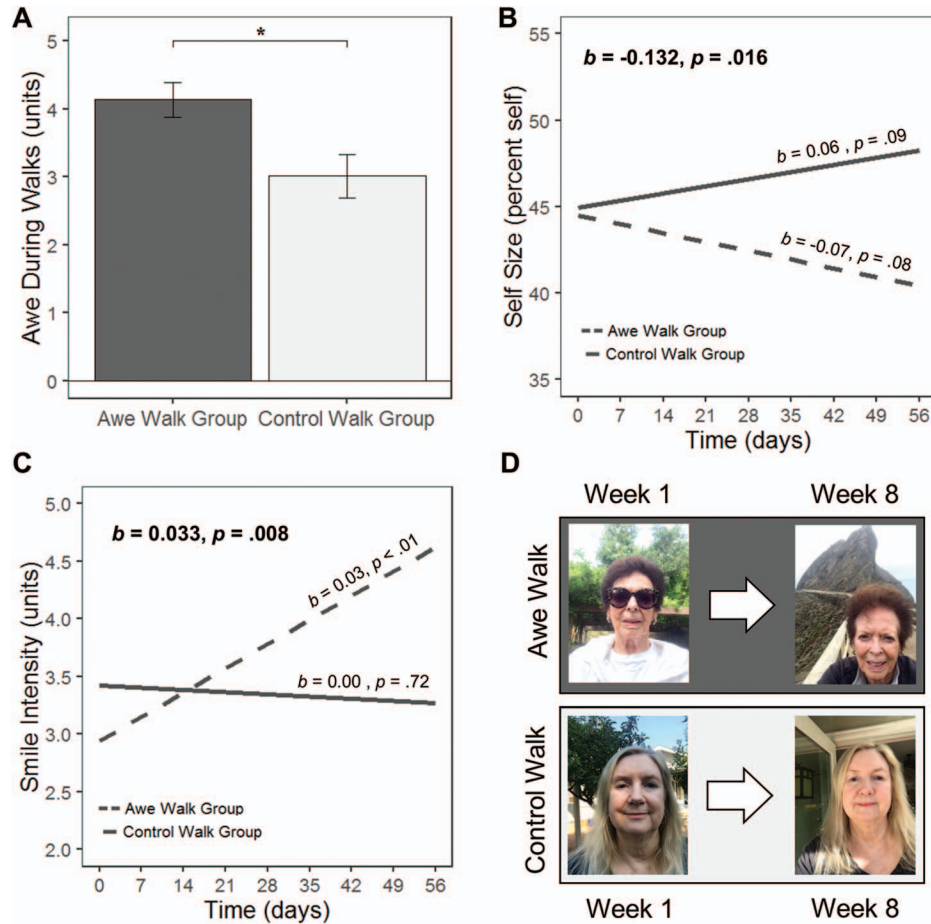 A
Awe During Walks (units)
5
4
3
2
1
0
*
Awe Walk Group Control Walk Group
B
Self Size (percent self)
55
50
45
40
35
b = -0.132, p = .016
b = 0.06 , p = .09
b = -0.07, p = .08
Awe Walk Group
Control Walk Group
0 7 14 21 28 35 42 49 56
Time (days)
C
Smile Intensity (units)
5.0
4.5
4.0
3.5
3.0
2.5
2.0
b = 0.033, p = .008
b = 0.03, p < .01
b = 0.00 , p = .72
Awe Walk Group
Control Walk Group
0 7 14 21 28 35 42 49 56
Time (days)
D
Week 1 Week 8
Awe Walk
Control Walk
Week 1 Week 8